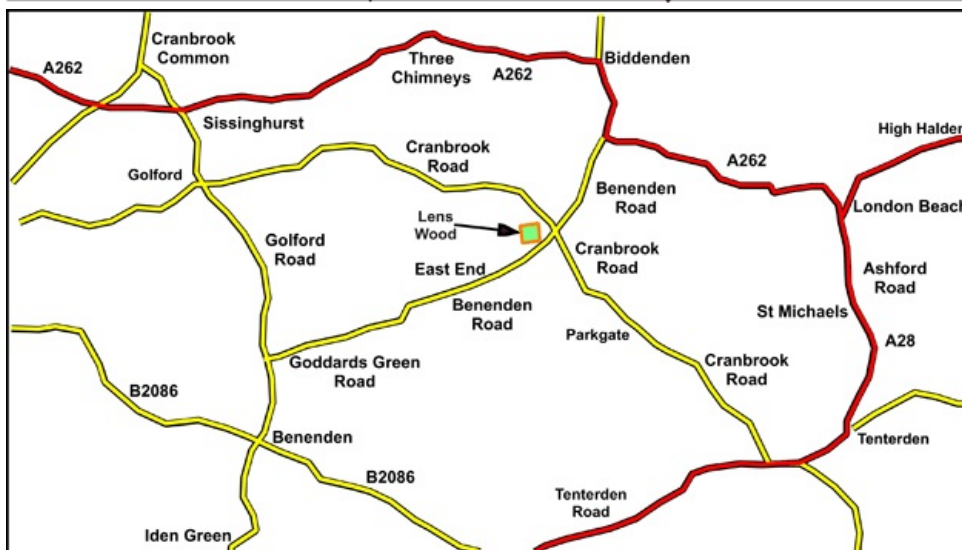 Cranbrook
Common
A262
Three
Chimneys
A262
Biddenden
Sissinghurst
High Halden
Cranbrook
Road
A262
Golford
Benenden
Road
London Beach
Lens
Wood
Golford
Road
Cranbrook
Road
East End
Ashford
Road
Benenden
Road
St Michaels
Parkgate
A28
Goddards Green
Road
Cranbrook
Road
B2086
Benenden
Tenterden
B2086
Tenterden
Road
Iden Green